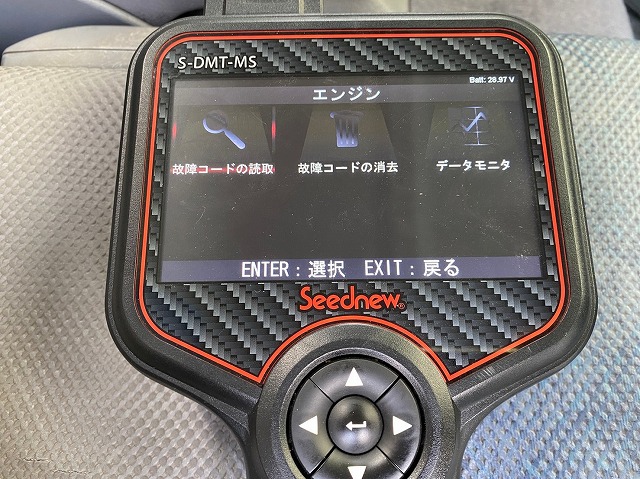 S-DMT-MS
Batt: 28.97 V
エンジン
故障コードの読取
故障コードの消去
データモニタ
ENTER：選択 EXIT：戻る
Seednew®